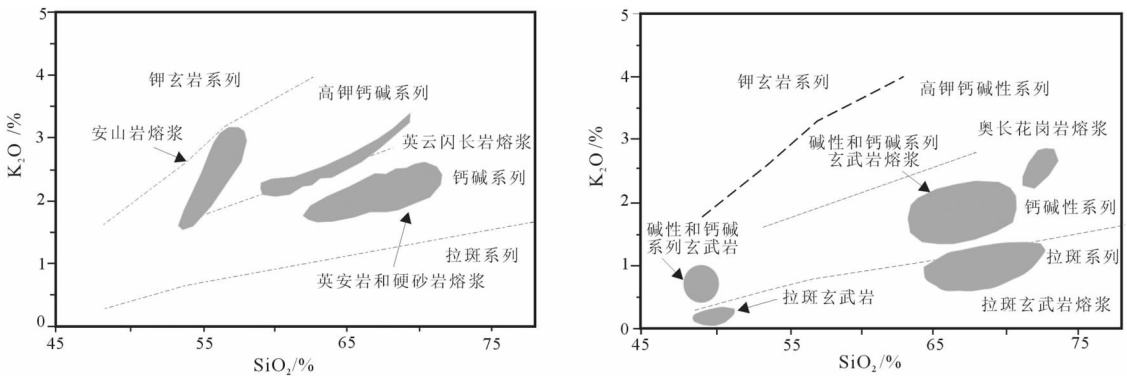 5
4
3
2
1
0
K₂O /%
钾玄岩系列
高钾钙碱系列
安山岩熔浆
英云闪长岩熔浆
钙碱系列
拉斑系列
英安岩和硬砂岩熔浆
45
55
65
75
SiO₂/%
5
4
3
2
1
0
K₂O/%
钾玄岩系列
高钾钙碱性系列
奥长花岗岩熔浆
碱性和钙碱系列
玄武岩熔浆
钙碱性系列
碱性和钙碱
系列玄武岩
拉斑系列
拉斑玄武岩
拉斑玄武岩熔浆
45
55
65
75
SiO₂/%